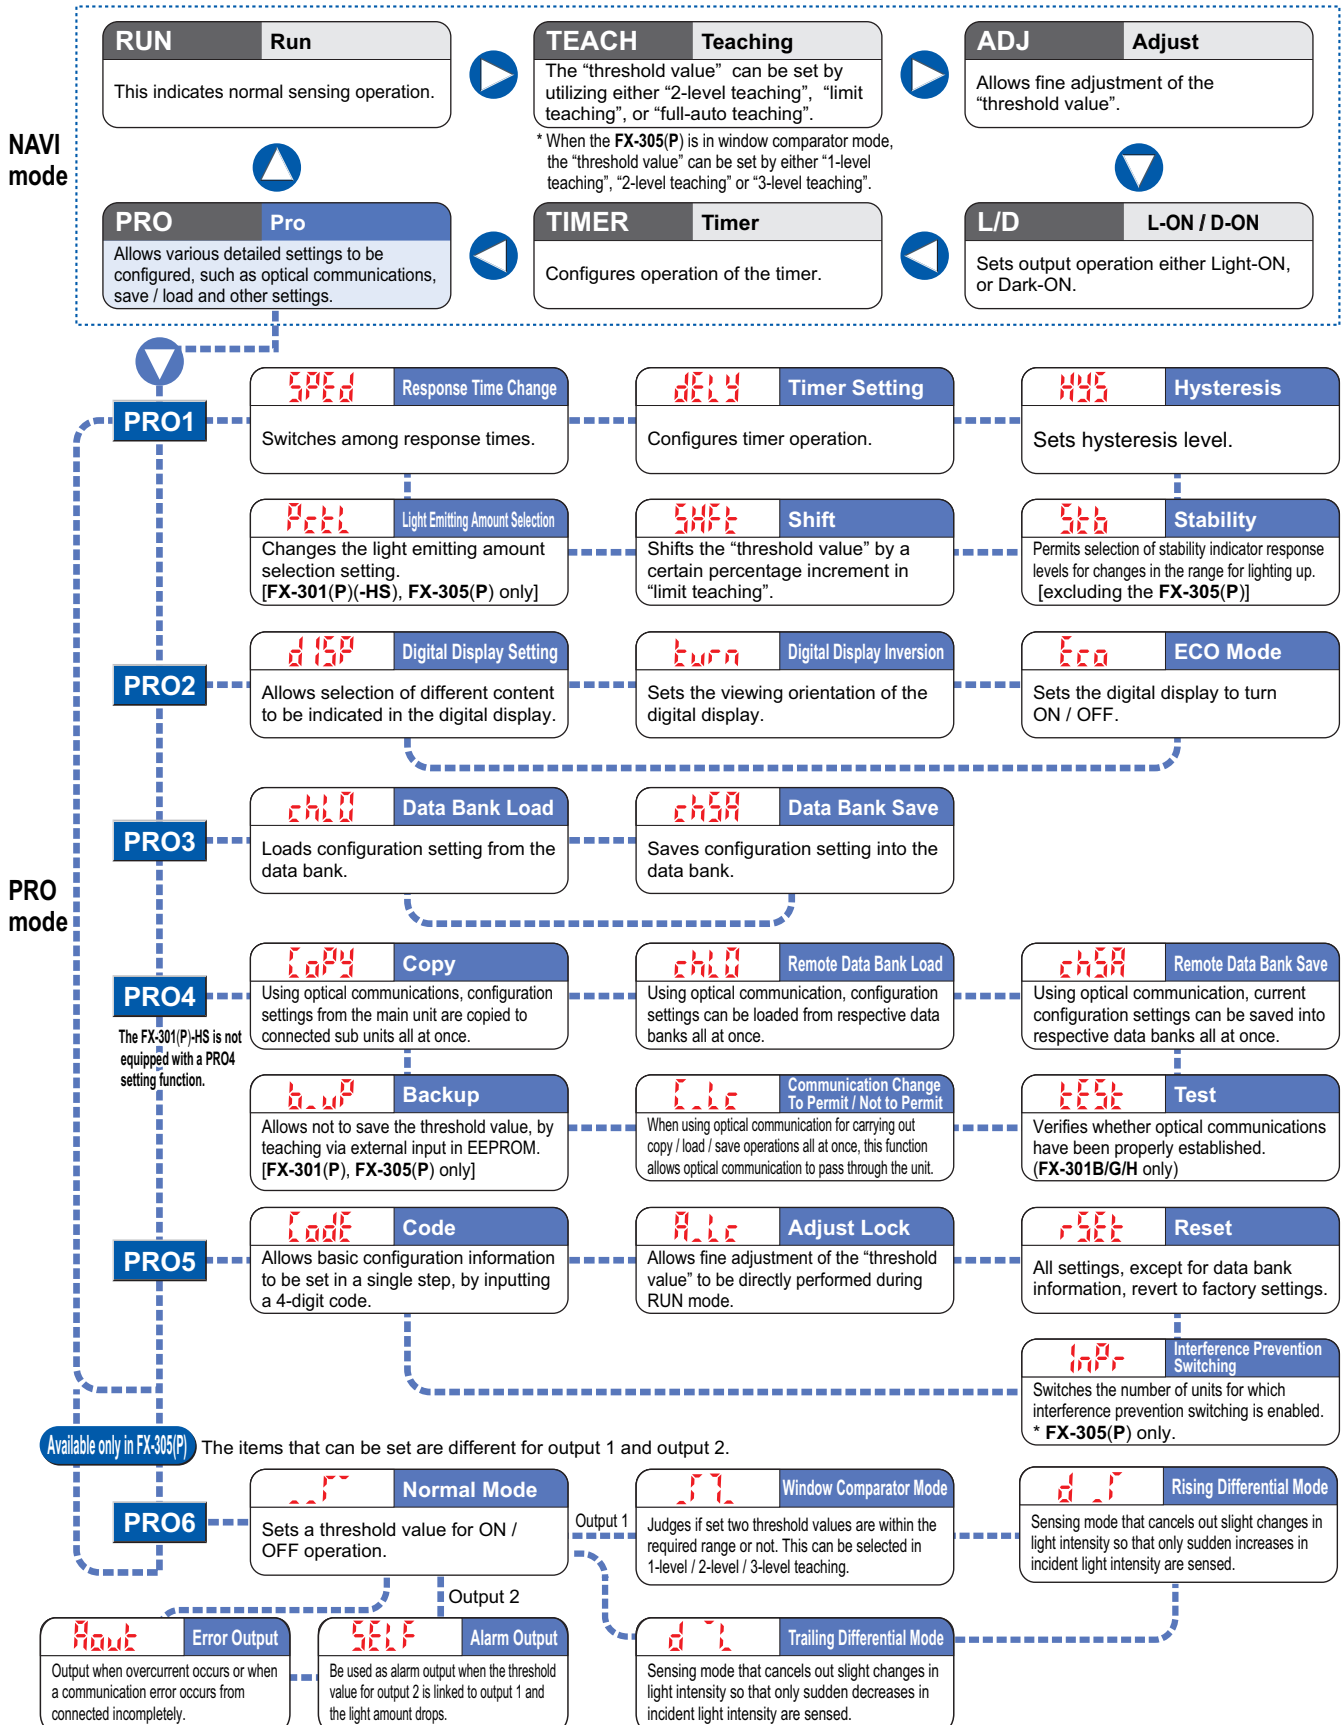 NAVI
mode
RUN Run
This indicates normal sensing operation.
TEACH Teaching
The “threshold value” can be set by
utilizing either “2-level teaching”, “limit
teaching”, or “full-auto teaching”.
* When the FX-305(P) is in window comparator mode,
the “threshold value” can be set by either “1-level
teaching”, “2-level teaching” or “3-level teaching”.
ADJ Adjust
Allows fine adjustment of the
“threshold value”.
PRO Pro
Allows various detailed settings to be
configured, such as optical communications,
save / load and other settings.
TIMER Timer
Configures operation of the timer.
L/D L-ON / D-ON
Sets output operation either Light-ON,
or Dark-ON.
PRO
mode
PRO1
SPEd Response Time Change
Switches among response times.
dELY Timer Setting
Configures timer operation.
HYS Hysteresis
Sets hysteresis level.
PctL Light Emitting Amount Selection
Changes the light emitting amount
selection setting.
[FX-301(P)(-HS), FX-305(P) only]
SHFt Shift
Shifts the “threshold value” by a
certain percentage increment in
“limit teaching”.
Stb Stability
Permits selection of stability indicator response
levels for changes in the range for lighting up.
[excluding the FX-305(P)]
PRO2
dISP Digital Display Setting
Allows selection of different content
to be indicated in the digital display.
turn Digital Display Inversion
Sets the viewing orientation of the
digital display.
Eco ECO Mode
Sets the digital display to turn
ON / OFF.
PRO3
chLO Data Bank Load
Loads configuration setting from the
data bank.
chSA Data Bank Save
Saves configuration setting into the
data bank.
PRO4
The FX-301(P)-HS is not
equipped with a PRO4
setting function.
CoPY Copy
Using optical communications, configuration
settings from the main unit are copied to
connected sub units all at once.
chLO Remote Data Bank Load
Using optical communication, configuration
settings can be loaded from respective data
banks all at once.
chSA Remote Data Bank Save
Using optical communication, current
configuration settings can be saved into
respective data banks all at once.
b_uP Backup
Allows not to save the threshold value, by
teaching via external input in EEPROM.
[FX-301(P), FX-305(P) only]
C_Lc Communication Change
To Permit / Not to Permit
When using optical communication for carrying out
copy / load / save operations all at once, this function
allows optical communication to pass through the unit.
tESt Test
Verifies whether optical communications
have been properly established.
(FX-301B/G/H only)
PRO5
CodE Code
Allows basic configuration information
to be set in a single step, by inputting
a 4-digit code.
A_Lc Adjust Lock
Allows fine adjustment of the “threshold
value” to be directly performed during
RUN mode.
rSEt Reset
All settings, except for data bank
information, revert to factory settings.
InPr Interference Prevention
Switching
Switches the number of units for which
interference prevention switching is enabled.
* FX-305(P) only.
Available only in FX-305(P)
The items that can be set are different for output 1 and output 2.
PRO6
Normal Mode
Sets a threshold value for ON /
OFF operation.
Output 1
Window Comparator Mode
Judges if set two threshold values are within the
required range or not. This can be selected in
1-level / 2-level / 3-level teaching.
d Rising Differential Mode
Sensing mode that cancels out slight changes in
light intensity so that only sudden increases in
incident light intensity are sensed.
Output 2
Aout Error Output
Output when overcurrent occurs or when
a communication error occurs from
connected incompletely.
SELF Alarm Output
Be used as alarm output when the threshold
value for output 2 is linked to output 1 and
the light amount drops.
d Trailing Differential Mode
Sensing mode that cancels out slight changes in
light intensity so that only sudden decreases in
incident light intensity are sensed.